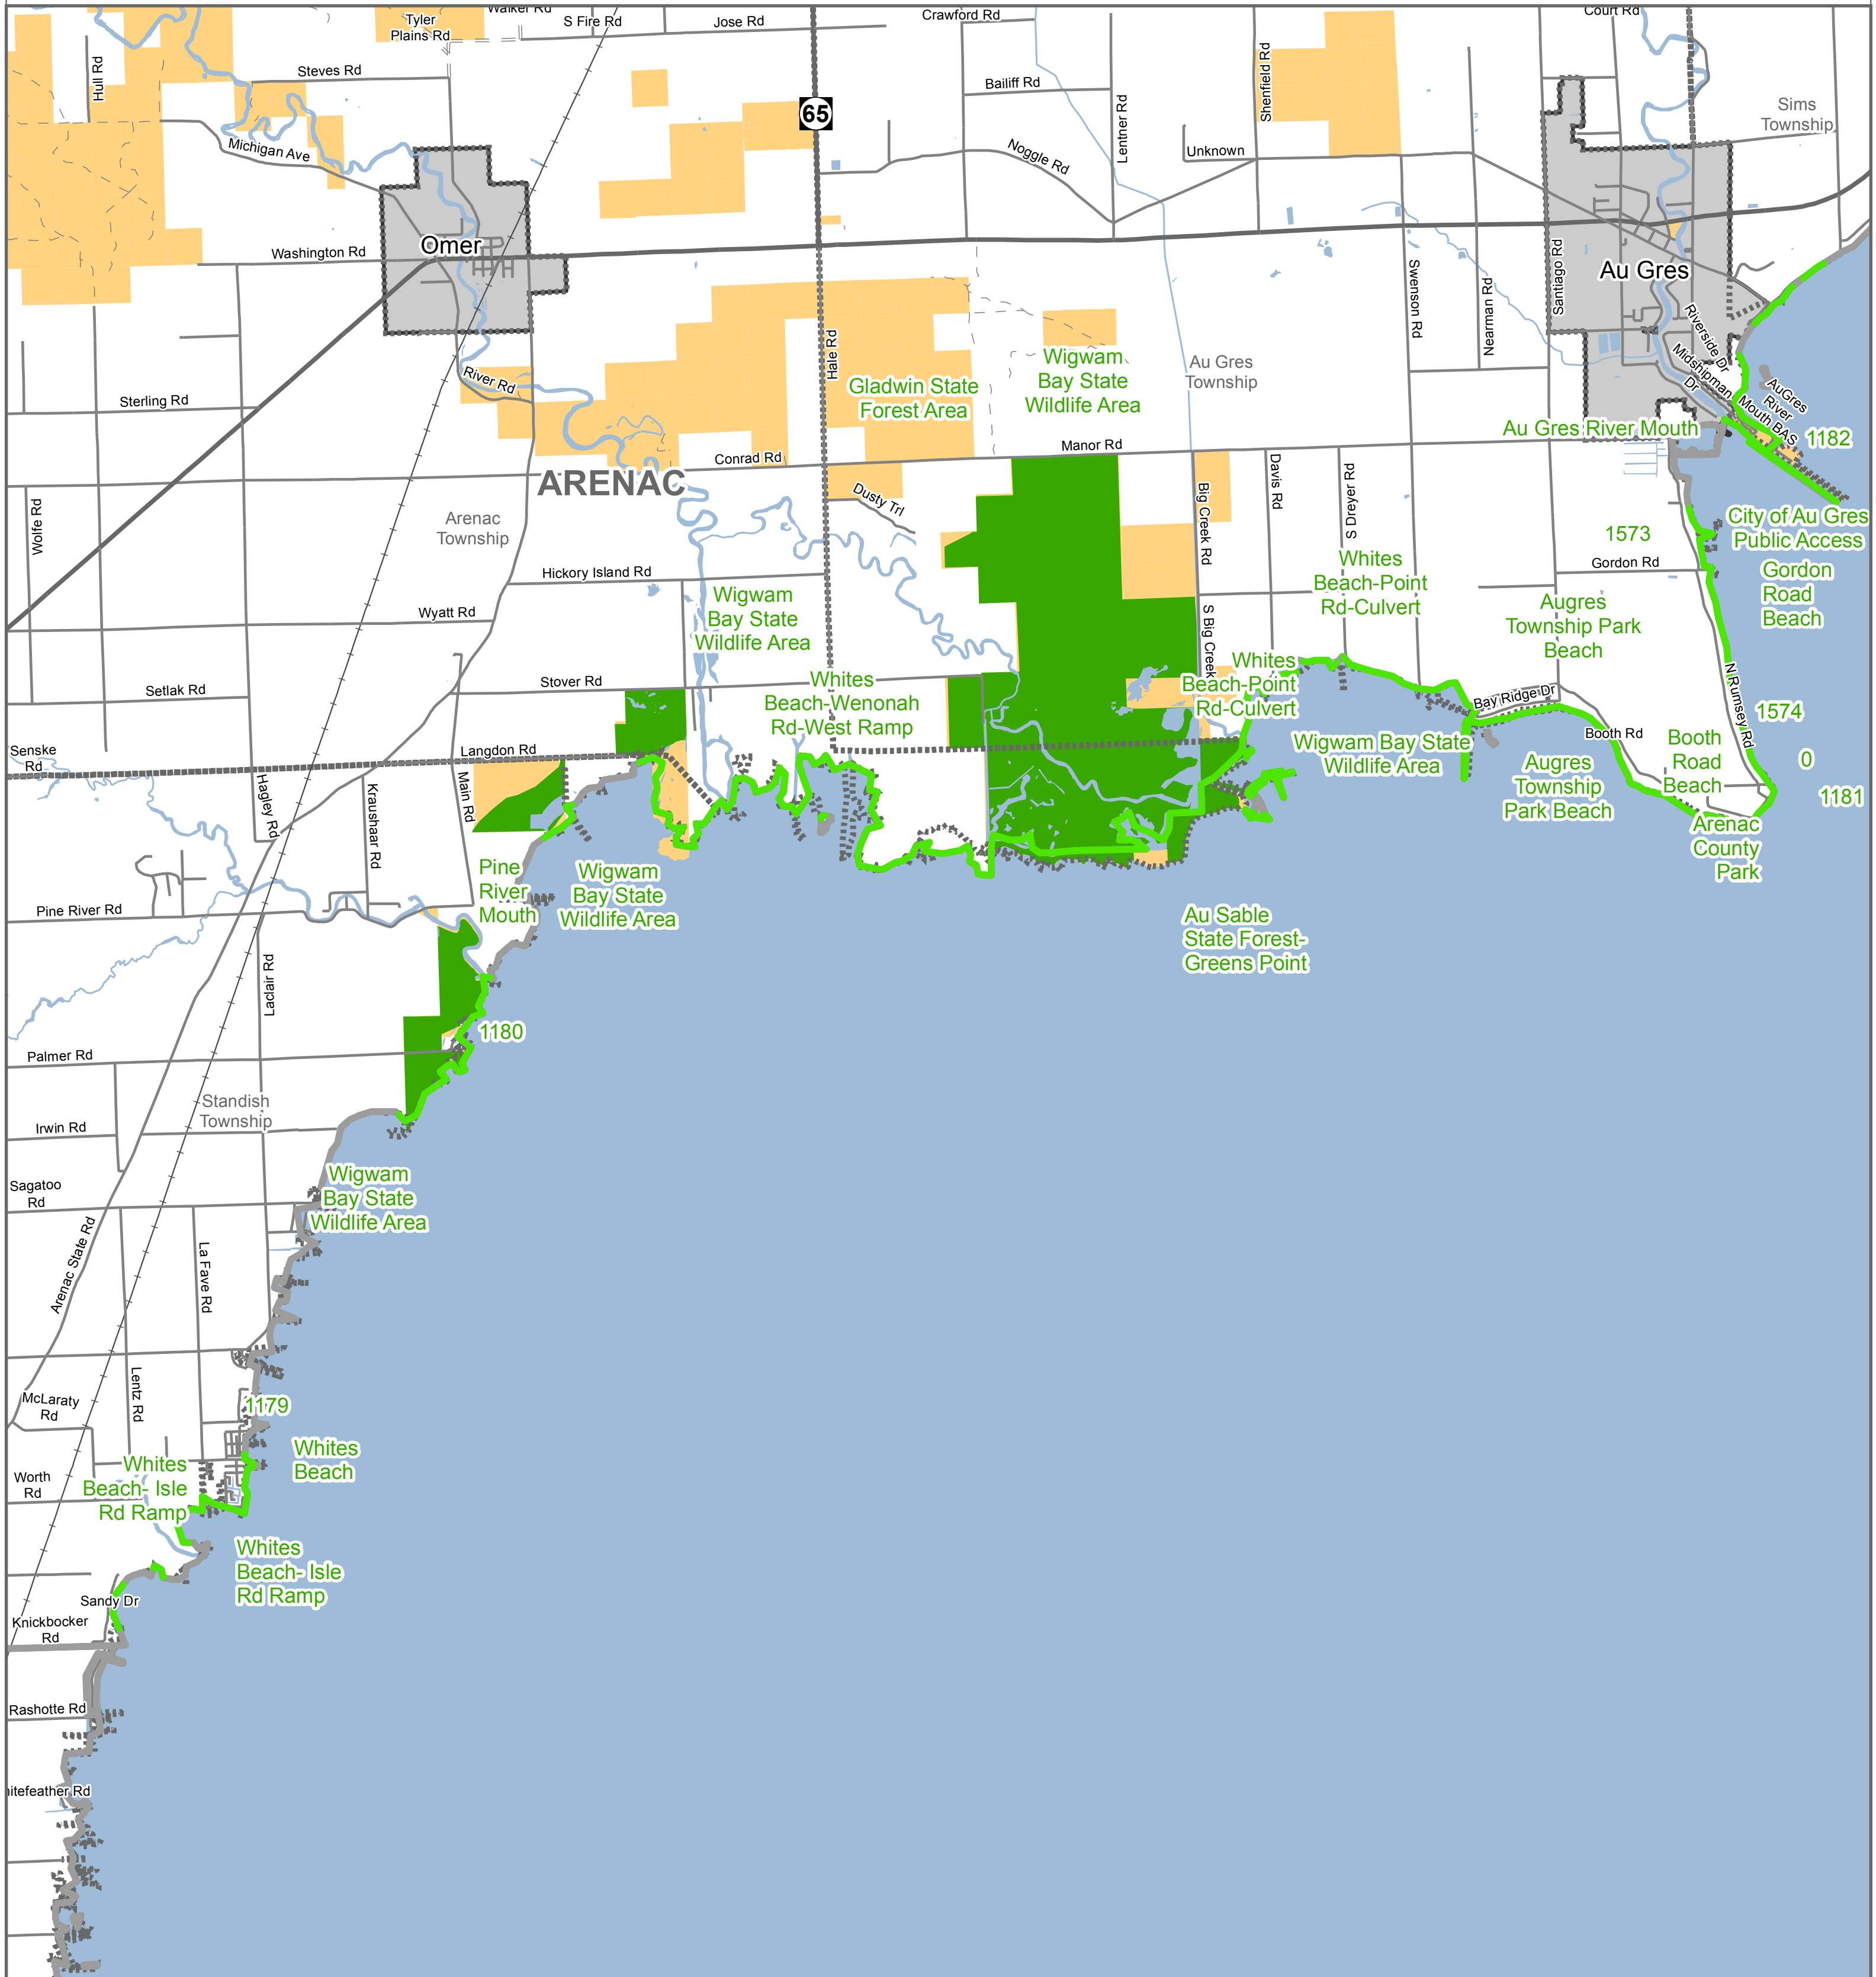 Tyler
Plains Rd
Walker Rd
S Fire Rd
Jose Rd
Crawford Rd
Court Rd
Hull Rd
Steves Rd
65
Bailiff Rd
Lentner Rd
Shenfield Rd
Sims
Township
Michigan Ave
Noggle Rd
Unknown
Omer
Washington Rd
Au Gres
Santiago Rd
Swenson Rd
Nearman Rd
Riverside Dr
Midshipman
Dr
Hale Rd
River Rd
Gladwin State
Forest Area
Wigwam
Bay State
Wildlife Area
Au Gres
Township
AuGres
River
Mouth BAS
1182
Sterling Rd
Au Gres River Mouth
Conrad Rd
Manor Rd
ARENAC
Wolfe Rd
Arenac
Township
Dusty Trl
Big Creek Rd
Davis Rd
S Dreyer Rd
1573
City of Au Gres
Public Access
Hickory Island Rd
Whites
Beach-Point
Rd-Culvert
Gordon Rd
Gordon
Road
Beach
Wyatt Rd
Wigwam
Bay State
Wildlife Area
S Big Creek
Augres
Township Park
Beach
Setlak Rd
Stover Rd
Whites
Beach-Wenonah
Rd-West Ramp
Whites
Beach-Point
Rd-Culvert
Bay Ridge Dr
N Rumsey Rd
1574
Senske
Rd
Langdon Rd
Wigwam Bay State
Wildlife Area
Booth Rd
Booth
Road
Beach
0
Hagley Rd
Kraushaar Rd
Main Rd
Augres
Township
Park Beach
1181
Arenac
County
Park
Pine
River
Mouth
Wigwam
Bay State
Wildlife Area
Pine River Rd
Au Sable
State Forest-
Greens Point
Laclair Rd
1180
Palmer Rd
Standish
Township
Irwin Rd
Wigwam
Bay State
Wildlife Area
Sagatoo
Rd
Arenac State Rd
La Fave Rd
Lentz Rd
McLaraty
Rd
1179
Whites
Beach
Whites
Beach- Isle
Rd Ramp
Worth
Rd
Whites
Beach- Isle
Rd Ramp
Sandy Dr
Knickbocker
Rd
Rashotte Rd
hitefeather Rd